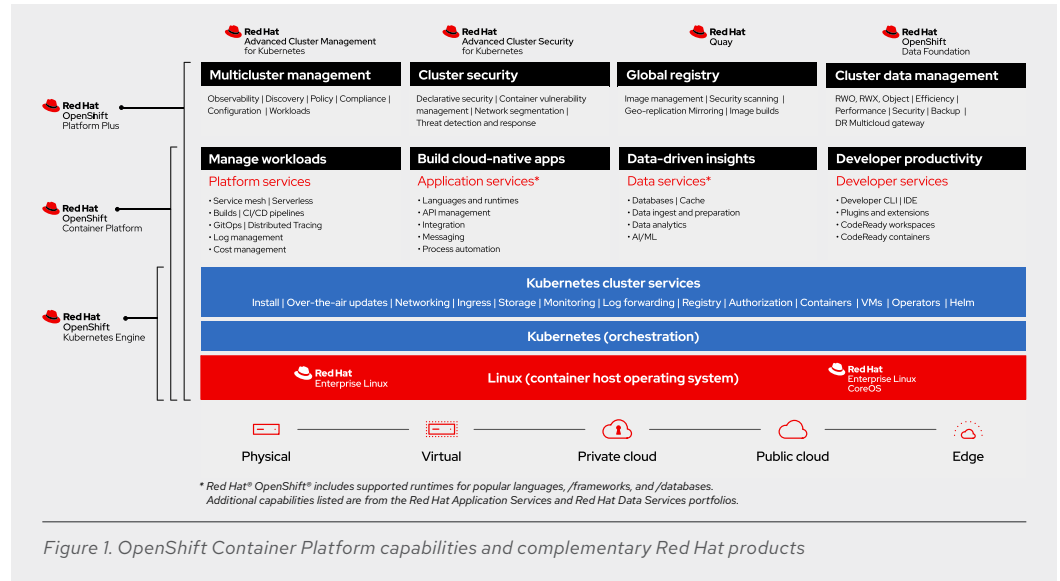 Red Hat
Advanced Cluster Management
for Kubernetes
Red Hat
Advanced Cluster Security
for Kubernetes
Red Hat
Quay
Red Hat
OpenShift
Data Foundation
Red Hat
OpenShift
Platform Plus
Multicluster management
Observability | Discovery | Policy | Compliance |
Configuration | Workloads
Cluster security
Declarative security | Container vulnerability
management | Network segmentation |
Threat detection and response
Global registry
Image management | Security scanning |
Geo-replication Mirroring | Image builds
Cluster data management
RWO, RWX, Object | Efficiency |
Performance | Security | Backup |
DR Multicloud gateway
Red Hat
OpenShift
Container Platform
Manage workloads
Platform services
• Service mesh | Serverless
• Builds | CI/CD pipelines
• GitOps | Distributed Tracing
• Log management
• Cost management
Build cloud-native apps
Application services*
• Languages and runtimes
• API management
• Integration
• Messaging
• Process automation
Data-driven insights
Data services*
• Databases | Cache
• Data ingest and preparation
• Data analytics
• AI/ML
Developer productivity
Developer services
• Developer CLI | IDE
• Plugins and extensions
• CodeReady workspaces
• CodeReady containers
Red Hat
OpenShift
Kubernetes Engine
Kubernetes cluster services
Install | Over-the-air updates | Networking | Ingress | Storage | Monitoring | Log forwarding | Registry | Authorization | Containers | VMs | Operators | Helm
Kubernetes (orchestration)
Red Hat
Enterprise Linux
Linux (container host operating system)
Red Hat
Enterprise Linux
CoreOS
Physical
Virtual
Private cloud
Public cloud
Edge
* Red Hat® OpenShift® includes supported runtimes for popular languages, /frameworks, and /databases.
Additional capabilities listed are from the Red Hat Application Services and Red Hat Data Services portfolios.
Figure 1. OpenShift Container Platform capabilities and complementary Red Hat products